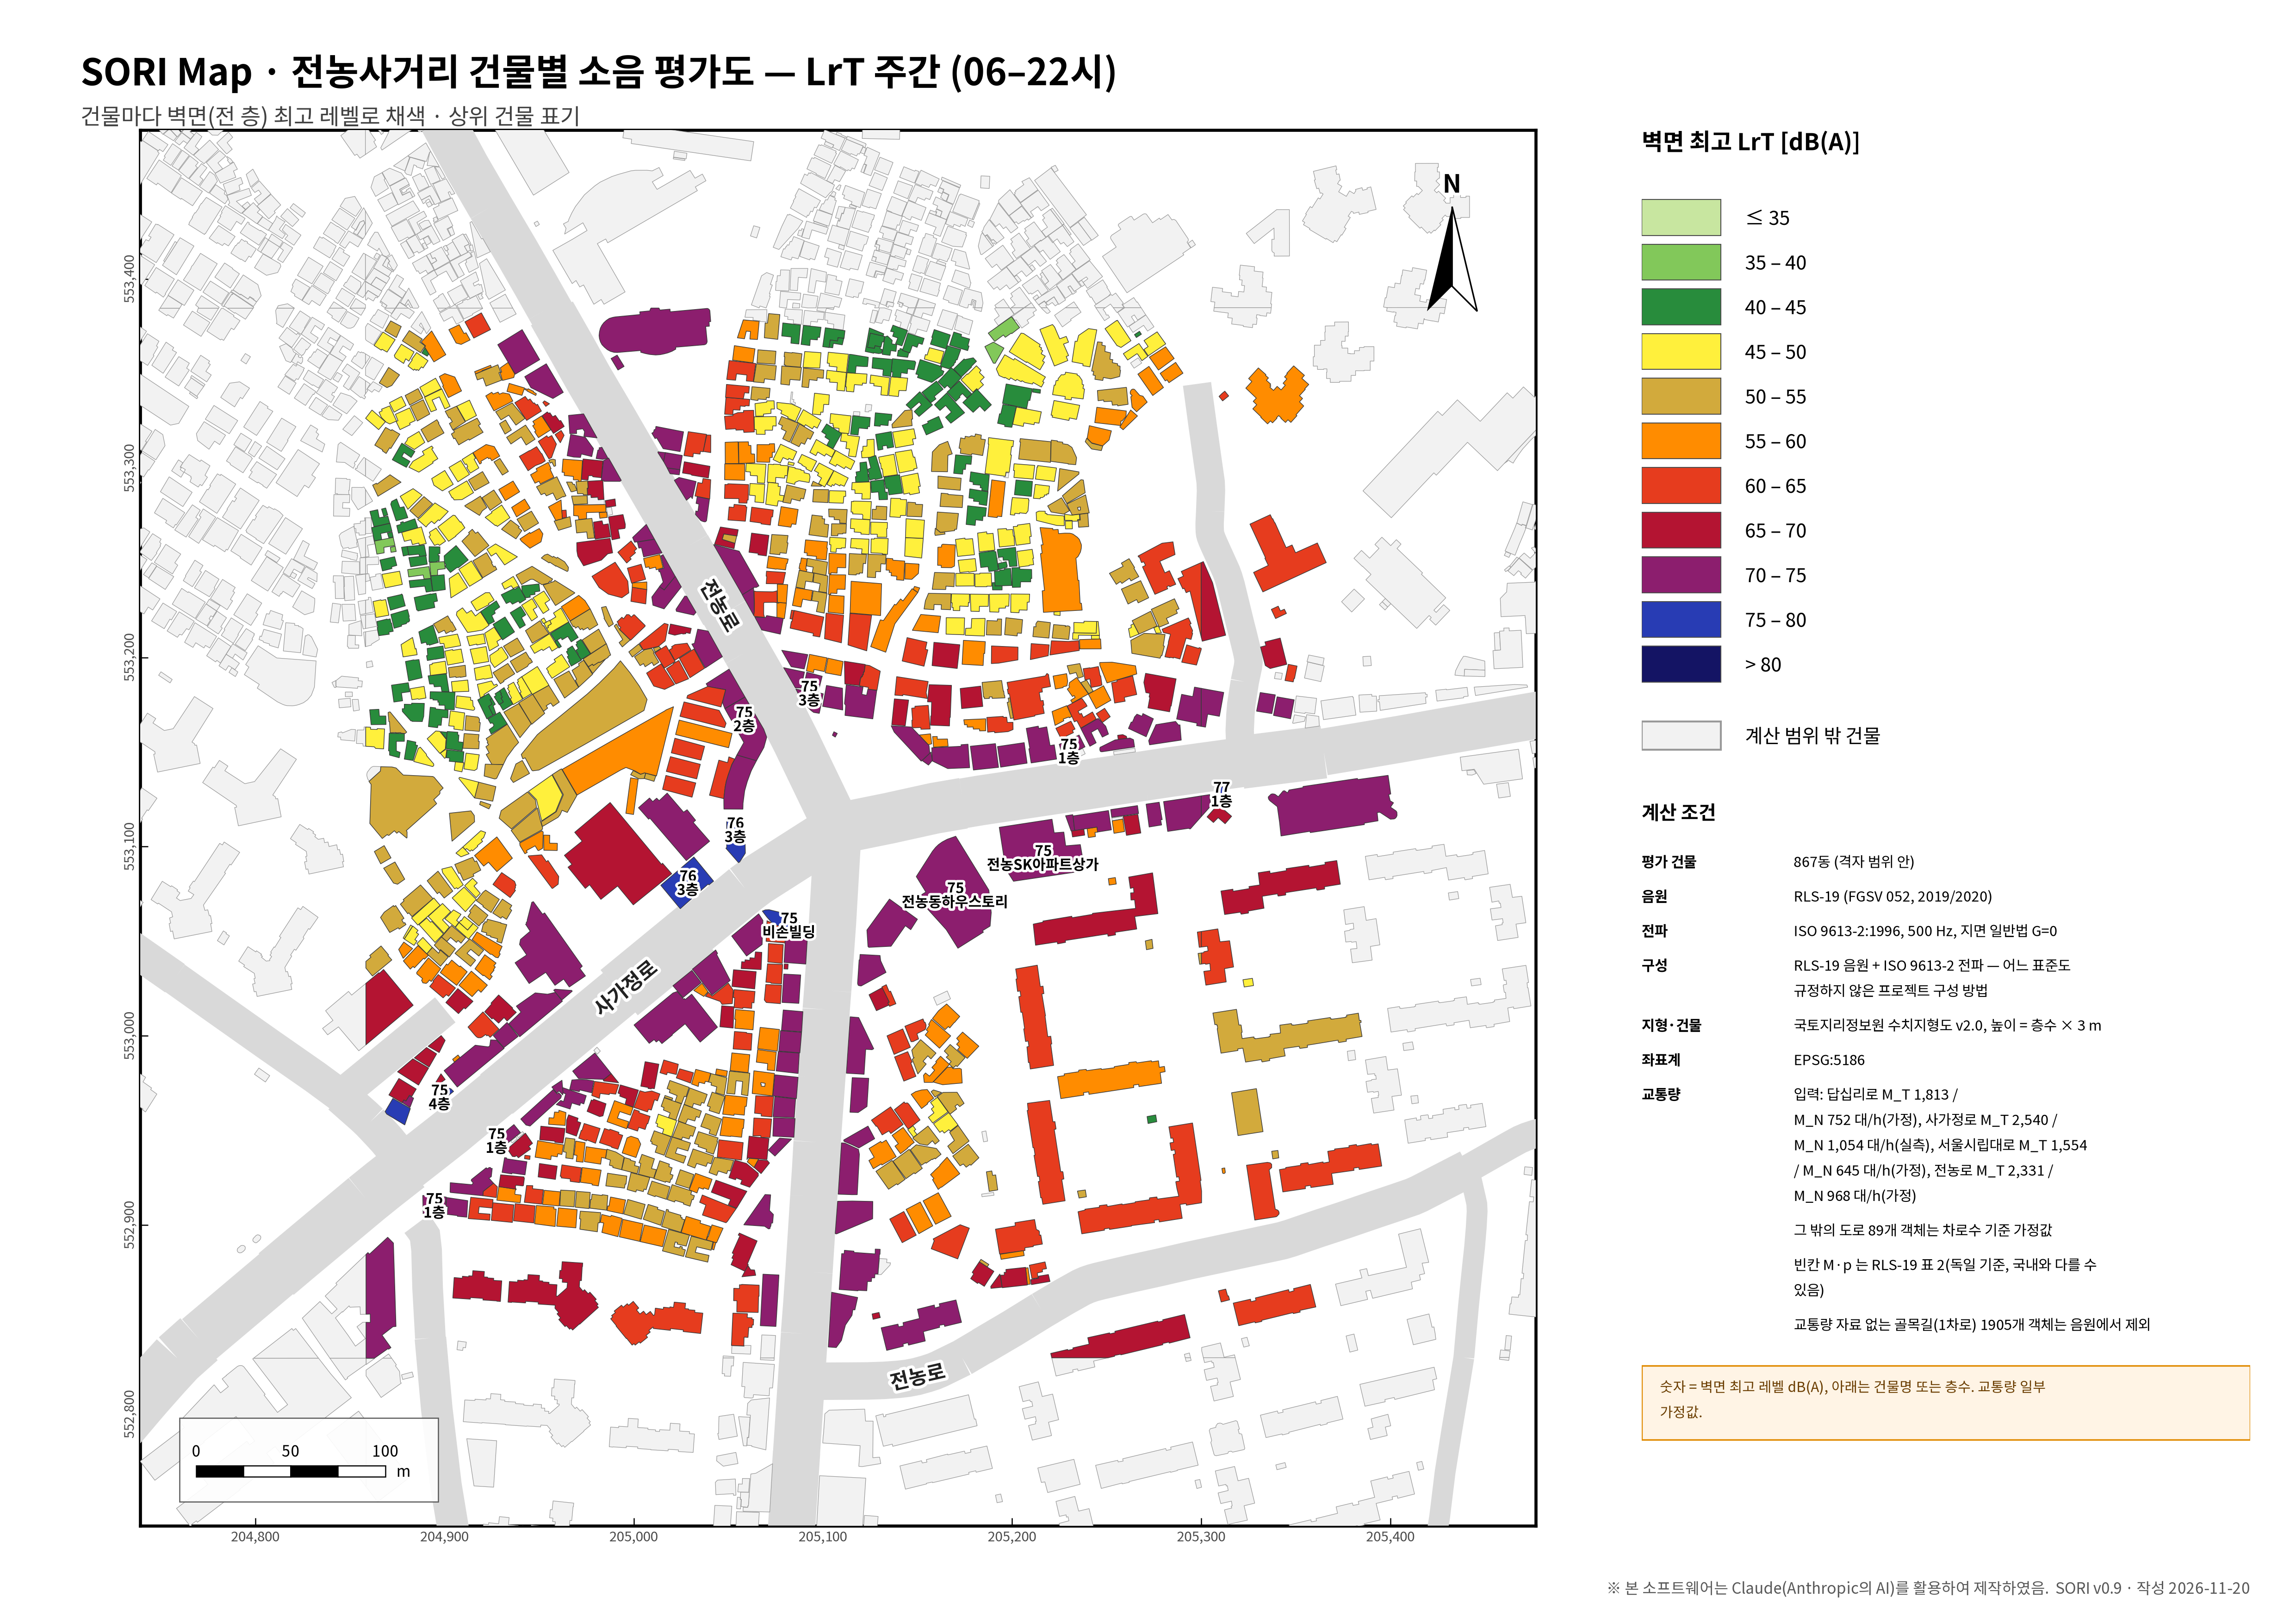 SORI Map · 전농사거리 건물별 소음 평가도 — LrT 주간 (06–22시)
건물마다 벽면(전 층) 최고 레벨로 채색 · 상위 건물 표기
N
전농로
75
3층
75
2층
75
1층
77
1층
76
3층
75
전농SK아파트상가
76
3층
75
전농동하우스토리
75
비손빌딩
사가정로
75
4층
75
1층
75
1층
전농로
0 50 100
m
553,400
553,300
553,200
553,100
553,000
552,900
552,800
204,800 204,900 205,000 205,100 205,200 205,300 205,400
벽면 최고 LrT [dB(A)]
≤ 35
35 – 40
40 – 45
45 – 50
50 – 55
55 – 60
60 – 65
65 – 70
70 – 75
75 – 80
> 80
계산 범위 밖 건물
계산 조건
평가 건물 867동 (격자 범위 안)
음원 RLS-19 (FGSV 052, 2019/2020)
전파 ISO 9613-2:1996, 500 Hz, 지면 일반법 G=0
구성 RLS-19 음원 + ISO 9613-2 전파 — 어느 표준도
규정하지 않은 프로젝트 구성 방법
지형·건물 국토지리정보원 수치지형도 v2.0, 높이 = 층수 × 3 m
좌표계 EPSG:5186
교통량 입력: 답십리로 M_T 1,813 /
M_N 752 대/h(가정), 사가정로 M_T 2,540 /
M_N 1,054 대/h(실측), 서울시립대로 M_T 1,554
/ M_N 645 대/h(가정), 전농로 M_T 2,331 /
M_N 968 대/h(가정)
그 밖의 도로 89개 객체는 차로수 기준 가정값
빈칸 M·p 는 RLS-19 표 2(독일 기준, 국내와 다를 수
있음)
교통량 자료 없는 골목길(1차로) 1905개 객체는 음원에서 제외
숫자 = 벽면 최고 레벨 dB(A), 아래는 건물명 또는 층수. 교통량 일부
가정값.
※ 본 소프트웨어는 Claude(Anthropic의 AI)를 활용하여 제작하였음. SORI v0.9 · 작성 2026-11-20